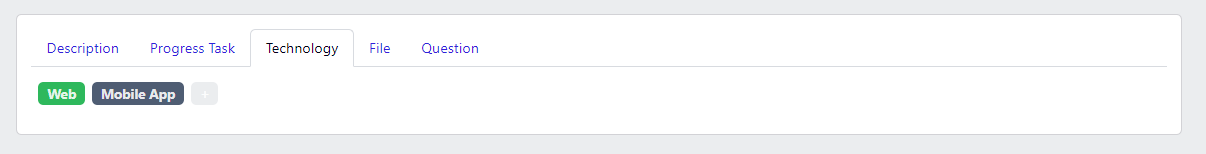 Description Progress Task Technology File Question
Web Mobile App +